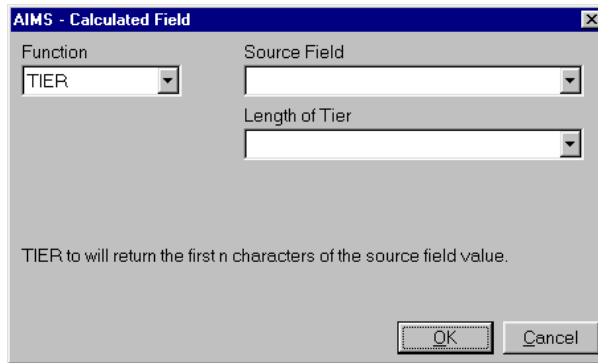 AIMS - Calculated Field
Function
Source Field
TIER
Length of Tier
TIER to will return the first n characters of the source field value.
OK
Cancel